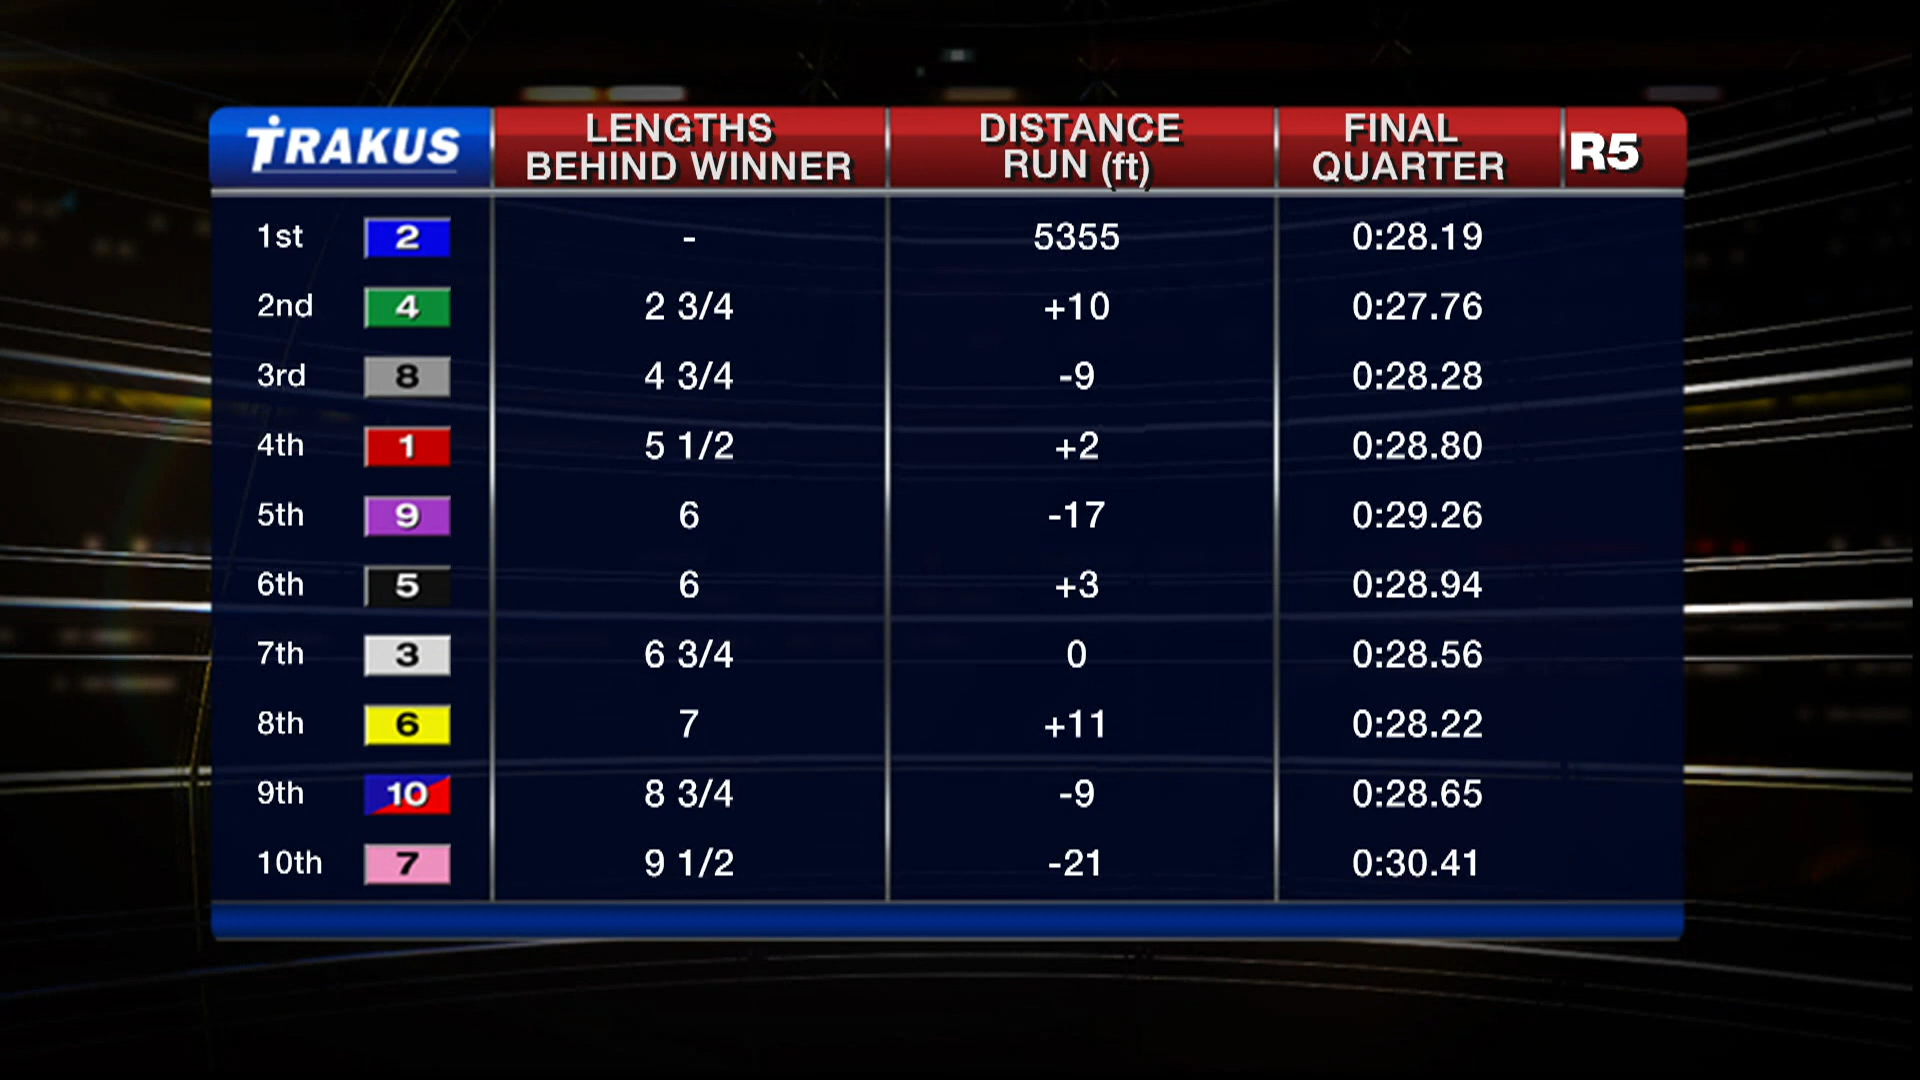 TRAKUS LENGTHS BEHIND WINNER DISTANCE RUN (ft) FINAL QUARTER R5
1st 2 - 5355 0:28.19
2nd 4 2 3/4 +10 0:27.76
3rd 8 4 3/4 -9 0:28.28
4th 1 5 1/2 +2 0:28.80
5th 9 6 -17 0:29.26
6th 5 6 +3 0:28.94
7th 3 6 3/4 0 0:28.56
8th 6 7 +11 0:28.22
9th 10 8 3/4 -9 0:28.65
10th 7 9 1/2 -21 0:30.41